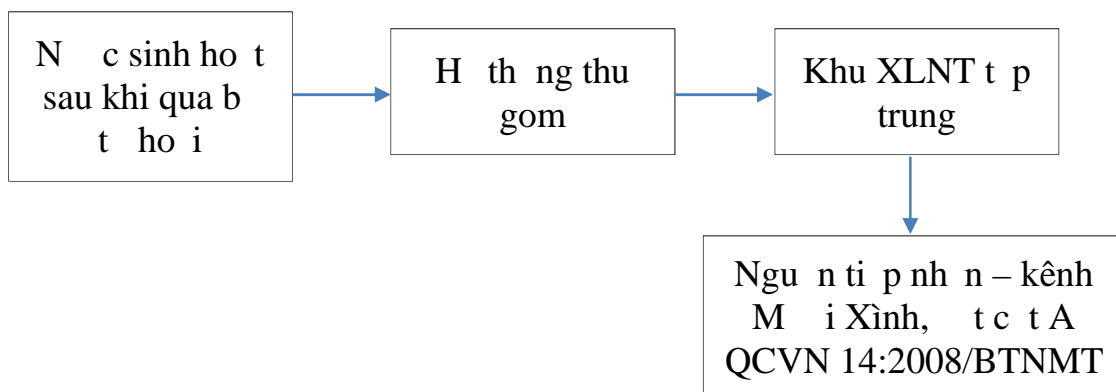 N c sinh ho t
sau khi qua b
t ho i
H th ng thu
gom
Khu XLNT t p
trung
Ngu n ti p nh n – kênh
M i Xình, t c t A
QCVN 14:2008/BTNMT